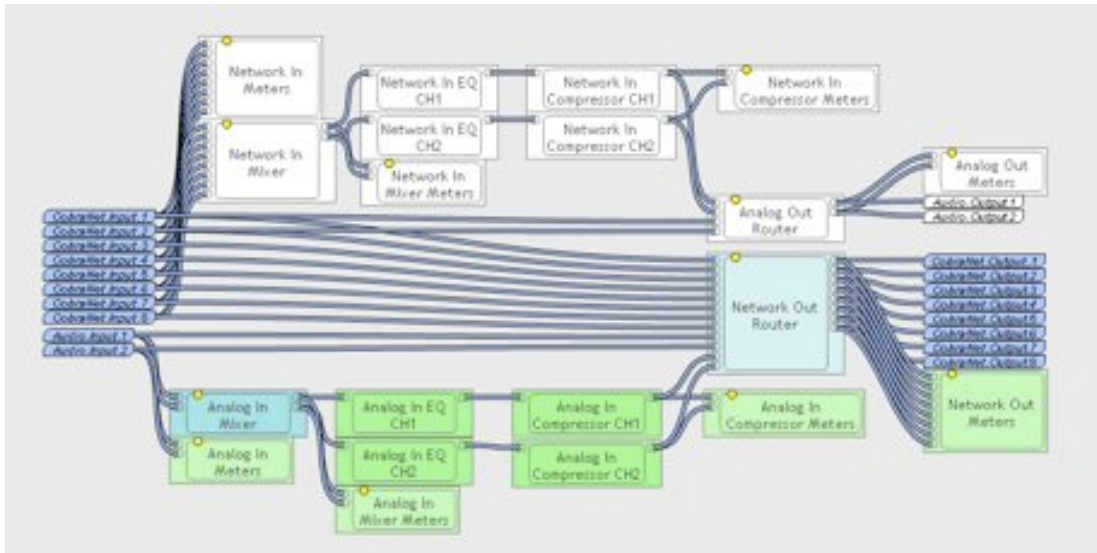 Network In
Meters
Network In
Mixer
Network In EQ
CH1
Network In EQ
CH2
Network In
Mixer Meters
Network In
Compressor CH1
Network In
Compressor CH2
Network In
Compressor Meters
Analog Out
Meters
Audio Output 1
Audio Output 2
Analog Out
Router
CobraNet Input 1
CobraNet Input 2
CobraNet Input 3
CobraNet Input 4
CobraNet Input 5
CobraNet Input 6
CobraNet Input 7
CobraNet Input 8
Audio Input 1
Audio Input 2
Network Out
Router
CobraNet Output 1
CobraNet Output 2
CobraNet Output 3
CobraNet Output 4
CobraNet Output 5
CobraNet Output 6
CobraNet Output 7
CobraNet Output 8
Network Out
Meters
Analog In
Mixer
Analog In
Meters
Analog In EQ
CH1
Analog In EQ
CH2
Analog In
Mixer Meters
Analog In
Compressor CH1
Analog In
Compressor CH2
Analog In
Compressor Meters